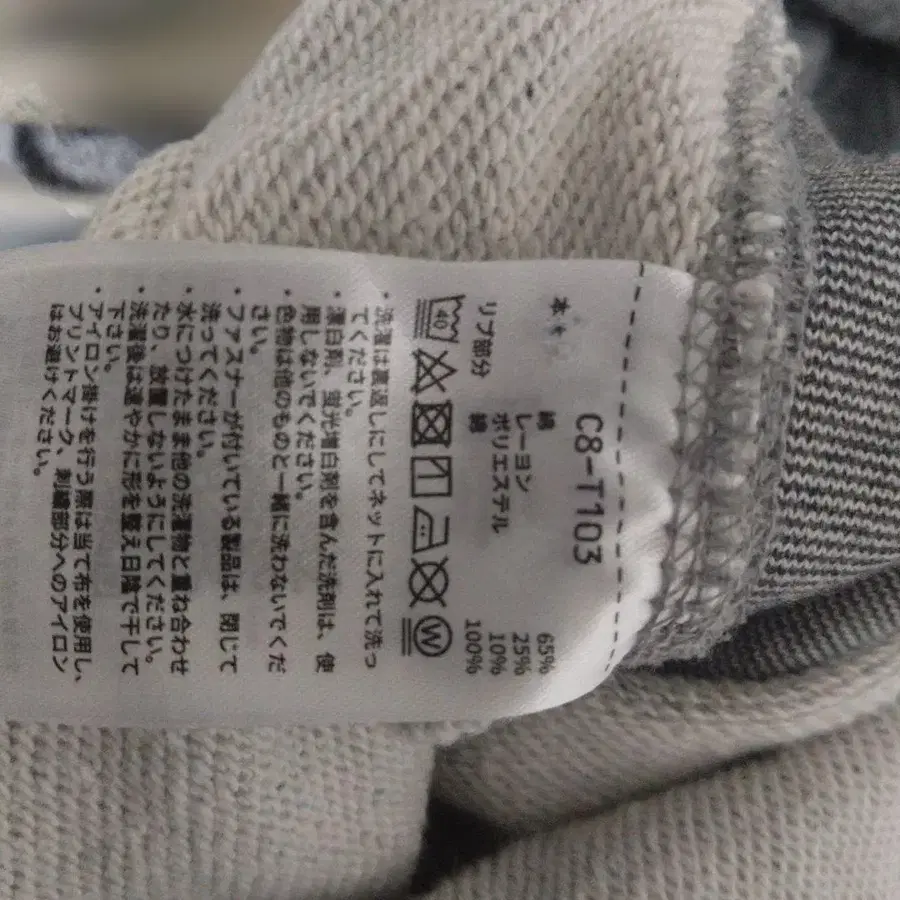 C8-T103
本 綿 65%
レーヨン 25%
ポリエステル 10%
リブ部分 綿 100%
40 W
・洗濯は裏返しにしてネットに入れて洗っ
てください。
・漂白剤、蛍光増白剤を含んだ洗剤は、使
用しないでください。
・色物は他のものと一緒に洗わないでくだ
さい。
・ファスナーが付いている製品は、閉じて
洗ってください。
・水につけたまま他の洗濯物と重ね合わせ
たり、放置しないようにしてください。
・洗濯後は速やかに形を整え日陰で干して
下さい。
・アイロン掛けを行う際は当て布を使用し、
プリントマーク、刺繍部分へのアイロン
はお避けください。